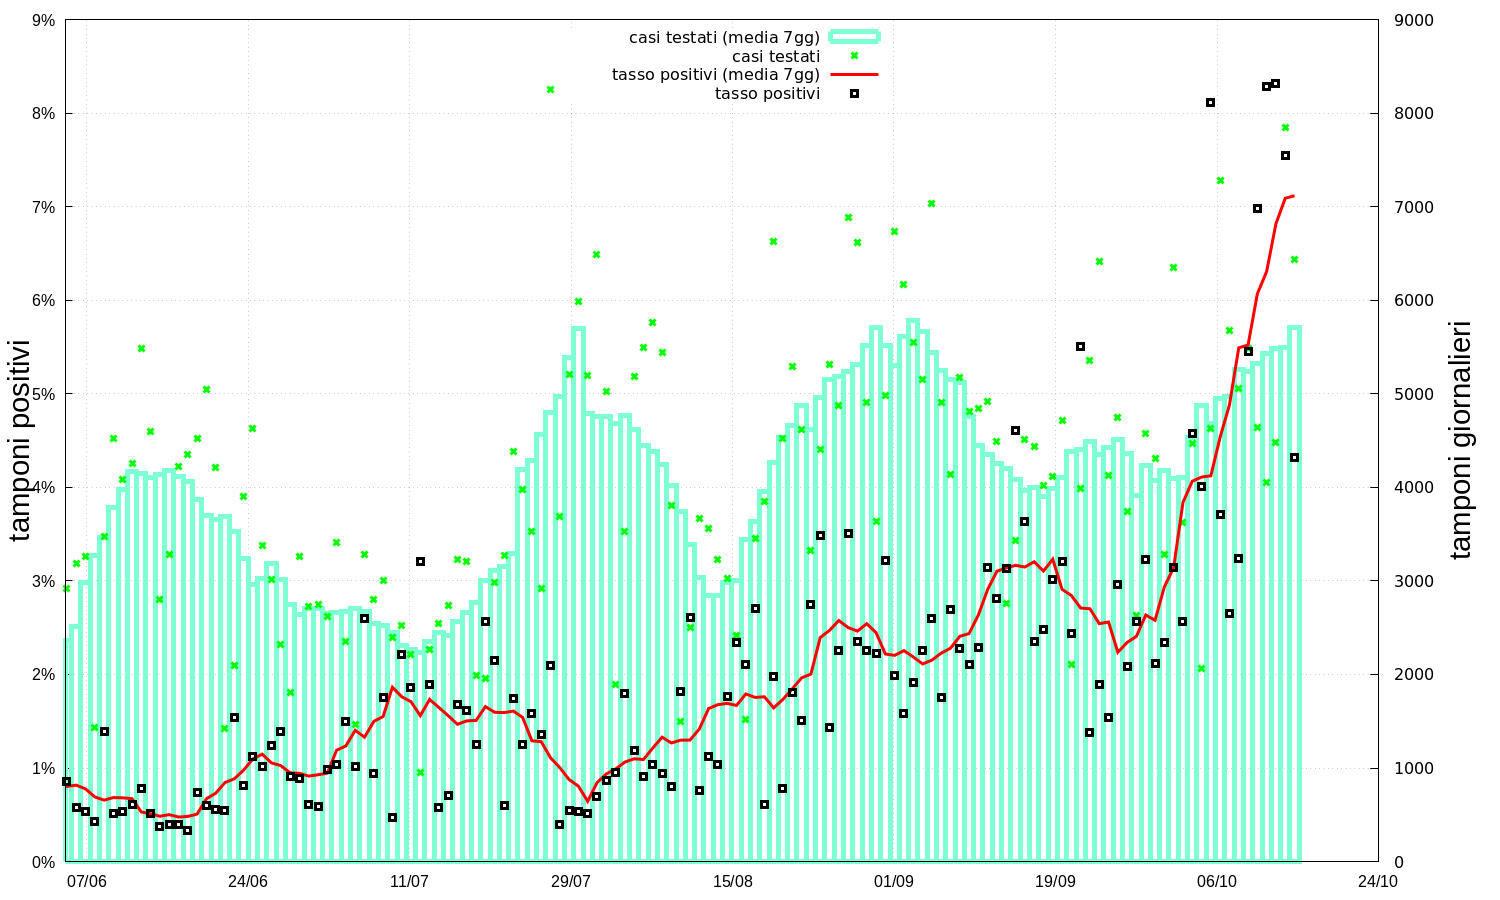 casi testati (media 7gg)
casi testati
tasso positivi (media 7gg)
tasso positivi
tamponi positivi
tamponi giornalieri
9%
8%
7%
6%
5%
4%
3%
2%
1%
0%
9000
8000
7000
6000
5000
4000
3000
2000
1000
0
07/06 24/06 11/07 29/07 15/08 01/09 19/09 06/10 24/10